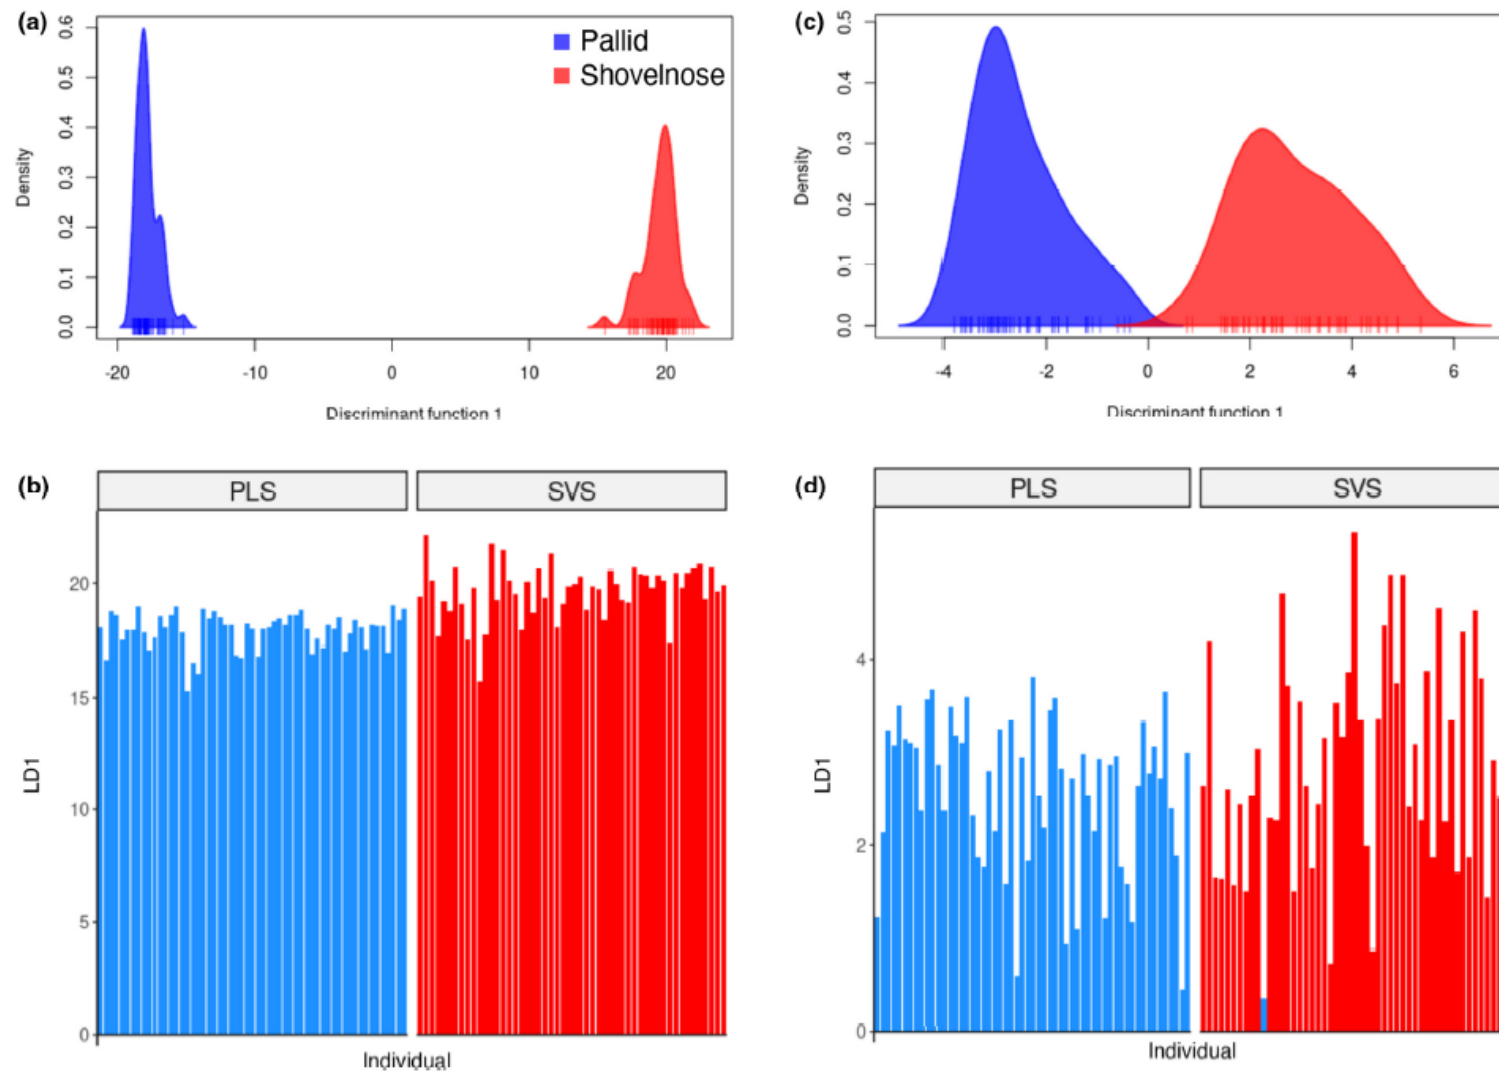 (a)
0.6
0.5
0.4
0.3
0.2
0.1
0.0
Density
Pallid
Shovelnose
-20 -10 0 10 20
Discriminant function 1
(c)
0.5
0.4
0.3
0.2
0.1
0.0
Density
-4 -2 0 2 4 6
Discriminant function 1
(b)
PLS SVS
20
15
10
5
0
LD1
Individual
(d)
PLS SVS
4
2
0
LD1
Individual